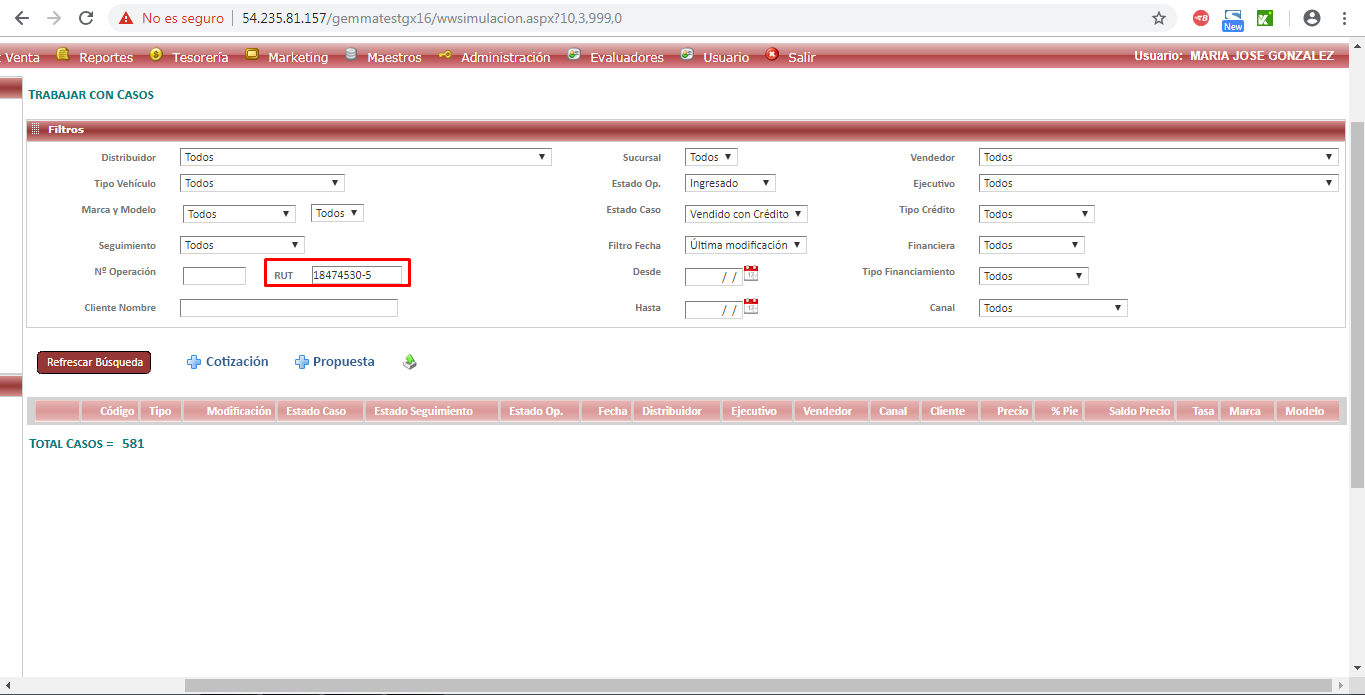 No es seguro 54.235.81.157/gemmatestgx16/wwsimulacion.aspx?10,3,999,0
New
Venta Reportes Tesorería Marketing Maestros Administración Evaluadores Usuario Salir Usuario: MARIA JOSE GONZALEZ
TRABAJAR CON CASOS
Filtros
Distribuidor Todos Sucursal Todos Vendedor Todos
Tipo Vehículo Todos Estado Op. Ingresado Ejecutivo Todos
Marca y Modelo Todos Todos Estado Caso Vendido con Crédito Tipo Crédito Todos
Seguimiento Todos Filtro Fecha Última modificación Financiera Todos
Nº Operación RUT 18474530-5 Desde / / Tipo Financiamiento Todos
Cliente Nombre Hasta / / Canal Todos
Refrescar Búsqueda Cotización Propuesta
Código Tipo Modificación Estado Caso Estado Seguimiento Estado Op. Fecha Distribuidor Ejecutivo Vendedor Canal Cliente Precio % Pie Saldo Precio Tasa Marca Modelo
TOTAL CASOS = 581